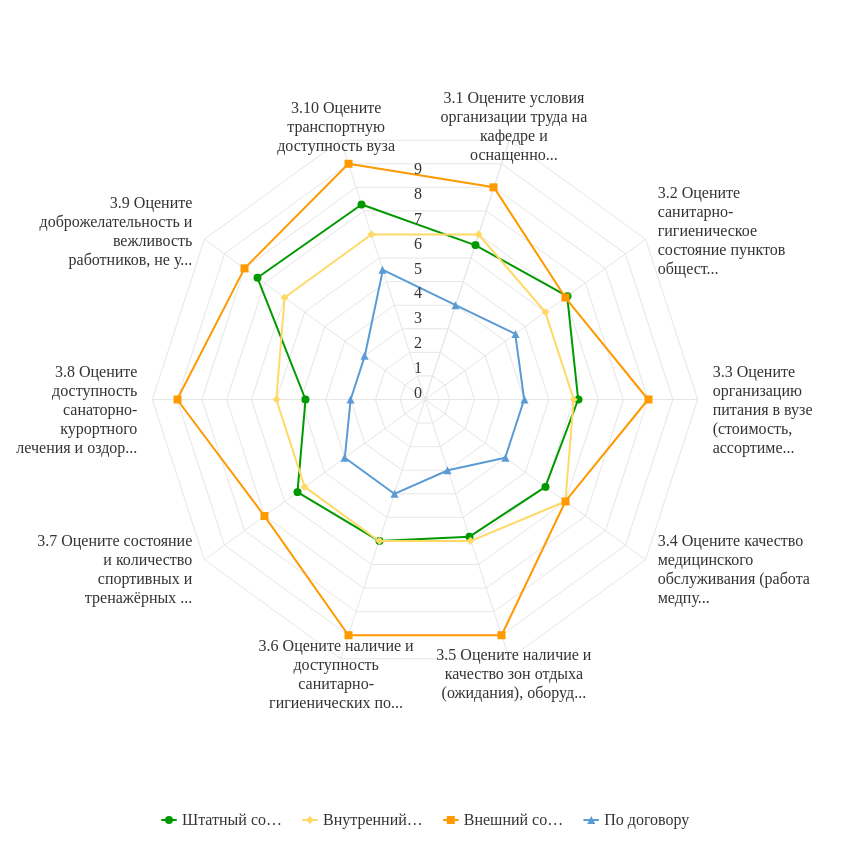 3.10 Оцените
транспортную
доступность вуза
3.1 Оцените условия
организации труда на
кафедре и
оснащенно...
3.9 Оцените
доброжелательность и
вежливость
работников, не у...
3.2 Оцените
санитарно-
гигиеническое
состояние пунктов
общест...
9
8
7
6
5
4
3
2
1
0
3.8 Оцените
доступность
санаторно-
курортного
лечения и оздор...
3.3 Оцените
организацию
питания в вузе
(стоимость,
ассортиме...
3.7 Оцените состояние
и количество
спортивных и
тренажёрных ...
3.4 Оцените качество
медицинского
обслуживания (работа
медпу...
3.6 Оцените наличие и
доступность
санитарно-
гигиенических по...
3.5 Оцените наличие и
качество зон отдыха
(ожидания), оборуд...
Штатный со… Внутренний… Внешний со… По договору